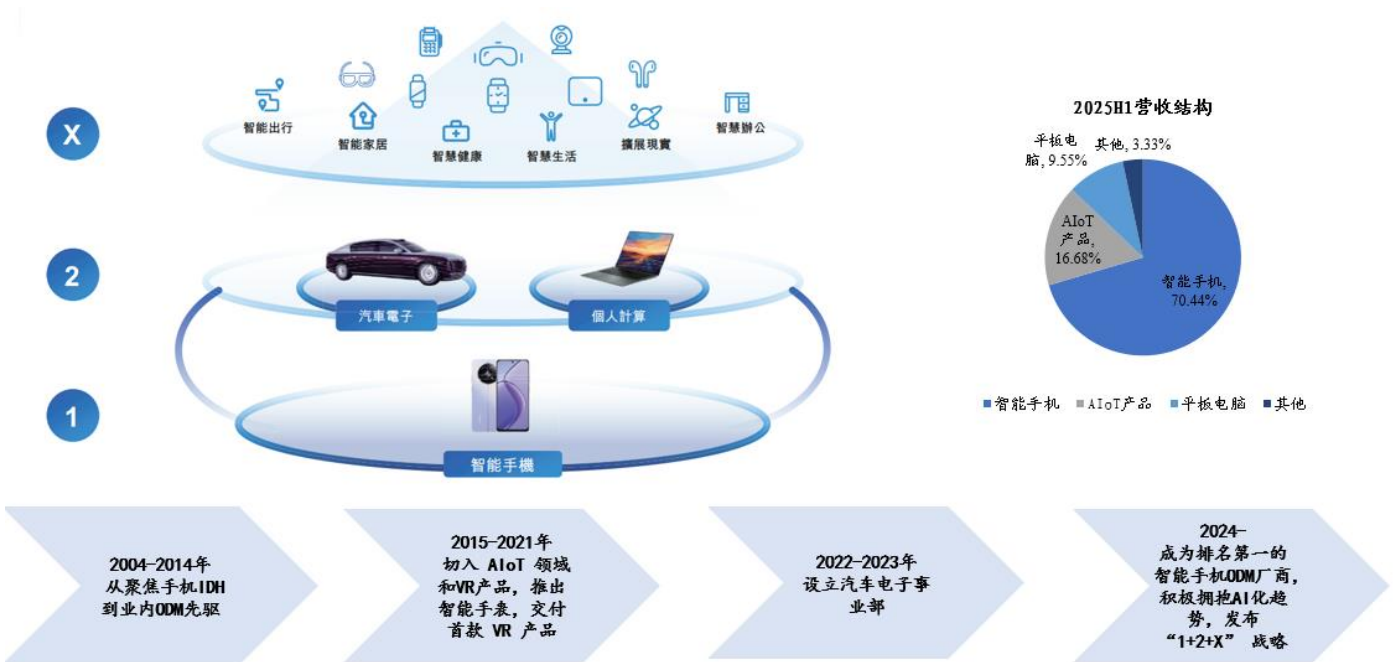 X
智能出行
智能家居
智慧健康
智慧生活
擴展現實
智慧辦公
2
汽車電子
個人計算
1
智能手機
2025H1营收结构
平板电
脑, 9.55%
其他, 3.33%
AIoT
产品,
16.68%
智能手机,
70.44%
智能手机
AIoT产品
平板电脑
其他
2004-2014年
从聚焦手机IDH
到业内ODM先驱
2015-2021年
切入 AIoT 领域
和VR产品, 推出
智能手表, 交付
首款 VR 产品
2022-2023年
设立汽车电子事
业部
2024-
成为排名第一的
智能手机ODM厂商,
积极拥抱AI化趋
势, 发布
“1+2+X” 战略